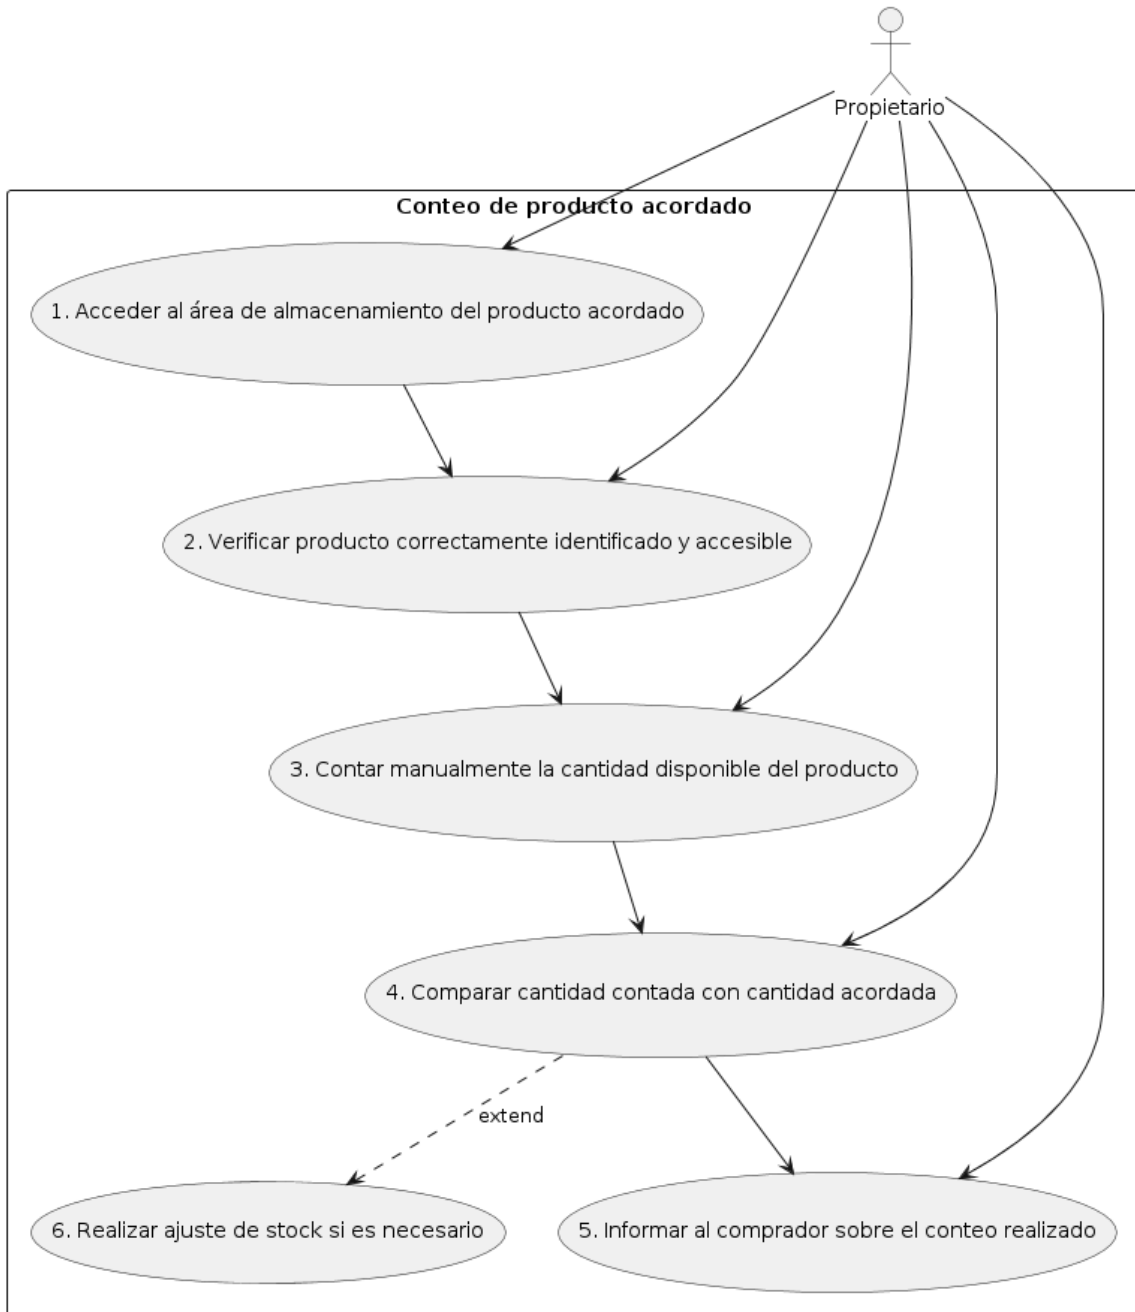 Propietario
Conteo de producto acordado
1. Acceder al área de almacenamiento del producto acordado
2. Verificar producto correctamente identificado y accesible
3. Contar manualmente la cantidad disponible del producto
4. Comparar cantidad contada con cantidad acordada
extend
6. Realizar ajuste de stock si es necesario
5. Informar al comprador sobre el conteo realizado